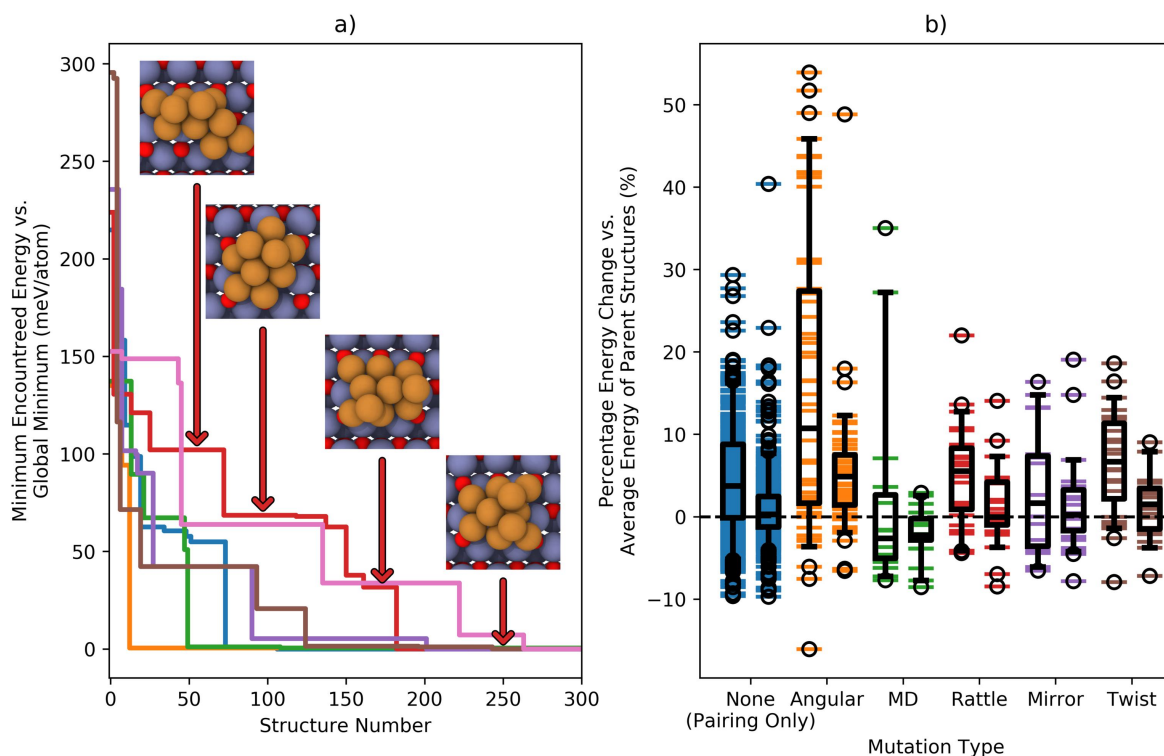 a)
Minimum Encountreed Energy vs.
Global Minimum (meV/atom)
300
250
200
150
100
50
0
0
50
100
150
200
250
300
Structure Number
b)
Percentage Energy Change vs.
Average Energy of Parent Structures (%)
50
40
30
20
10
0
−10
None
(Pairing Only)
Angular
MD
Rattle
Mirror
Twist
Mutation Type